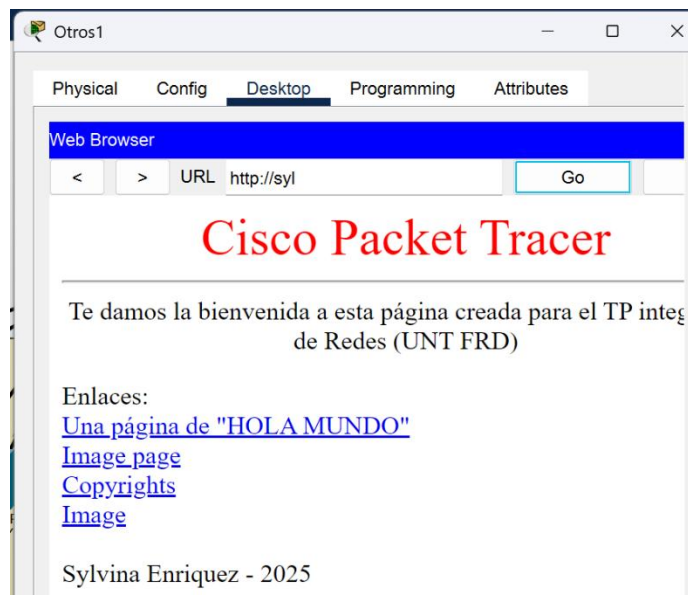 Otros1
Physical Config Desktop Programming Attributes
Web Browser
< > URL http://syl Go
Cisco Packet Tracer
Te damos la bienvenida a esta página creada para el TP integ
de Redes (UNT FRD)
Enlaces:
Una página de "HOLA MUNDO"
Image page
Copyrights
Image
Sylvina Enriquez - 2025